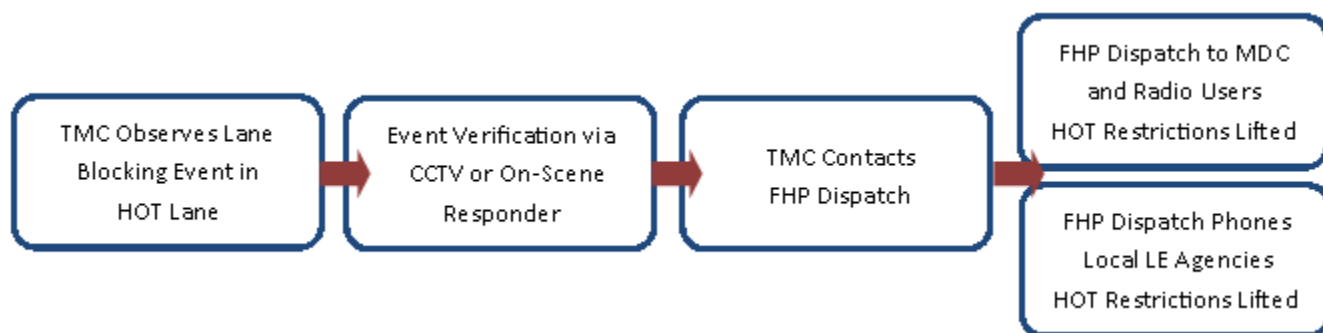 TMC Observes Lane
Blocking Event in
HOT Lane
Event Verification via
CCTV or On-Scene
Responder
TMC Contacts
FHP Dispatch
FHP Dispatch to MDC
and Radio Users
HOT Restrictions Lifted
FHP Dispatch Phones
Local LE Agencies
HOT Restrictions Lifted